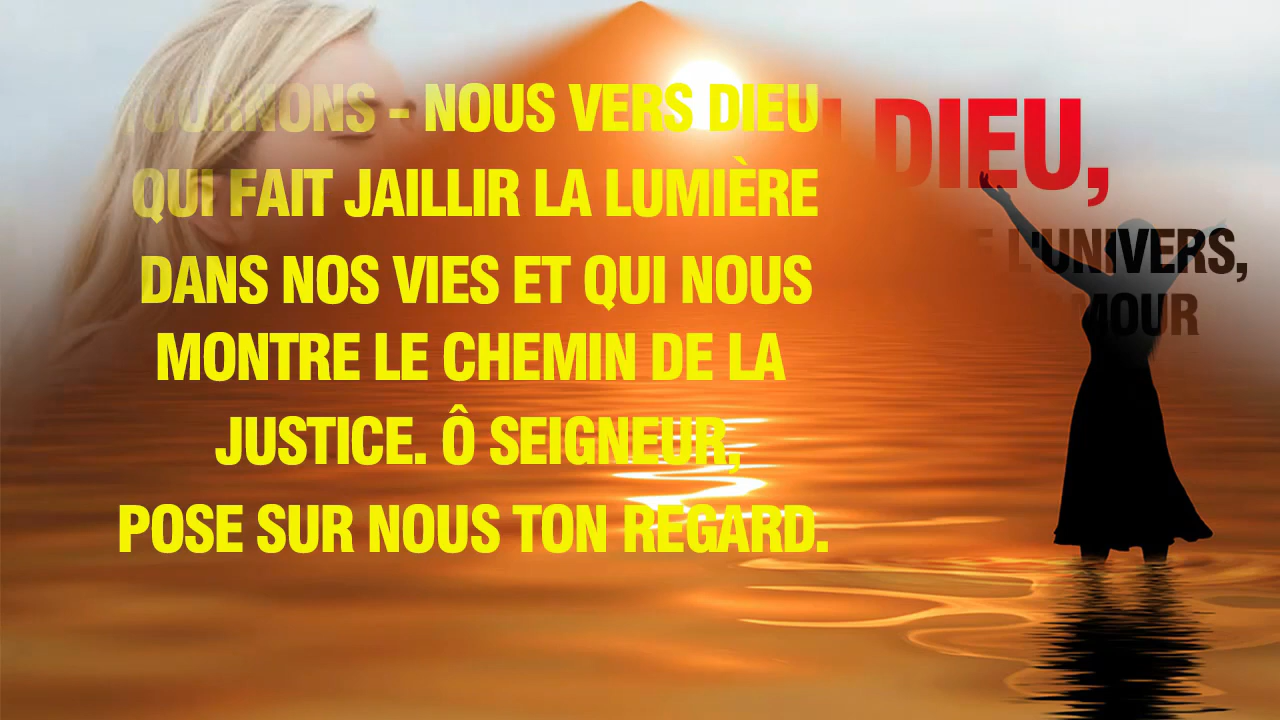 TOURNONS - NOUS VERS DIEU
QUI FAIT JAILLIR LA LUMIÈRE
DANS NOS VIES ET QUI NOUS
MONTRE LE CHEMIN DE LA
JUSTICE. Ô SEIGNEUR,
POSE SUR NOUS TON REGARD.
DIEU,
L'UNIVERS,